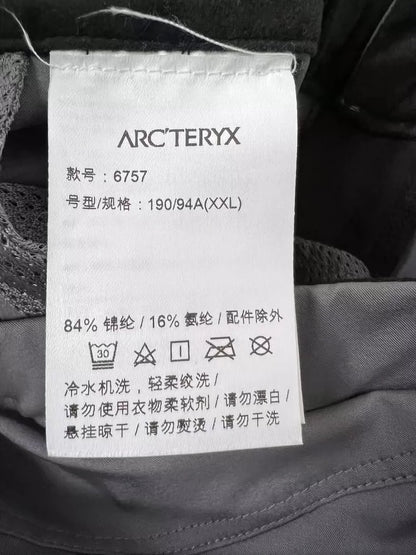 ARC'TERYX
款号：6757
号型/规格：190/94A(XXL)
84% 锦纶 / 16% 氨纶 / 配件除外
30
冷水机洗，轻柔绞洗/
请勿使用衣物柔软剂 / 请勿漂白/
悬挂晾干 / 请勿熨烫 / 请勿干洗